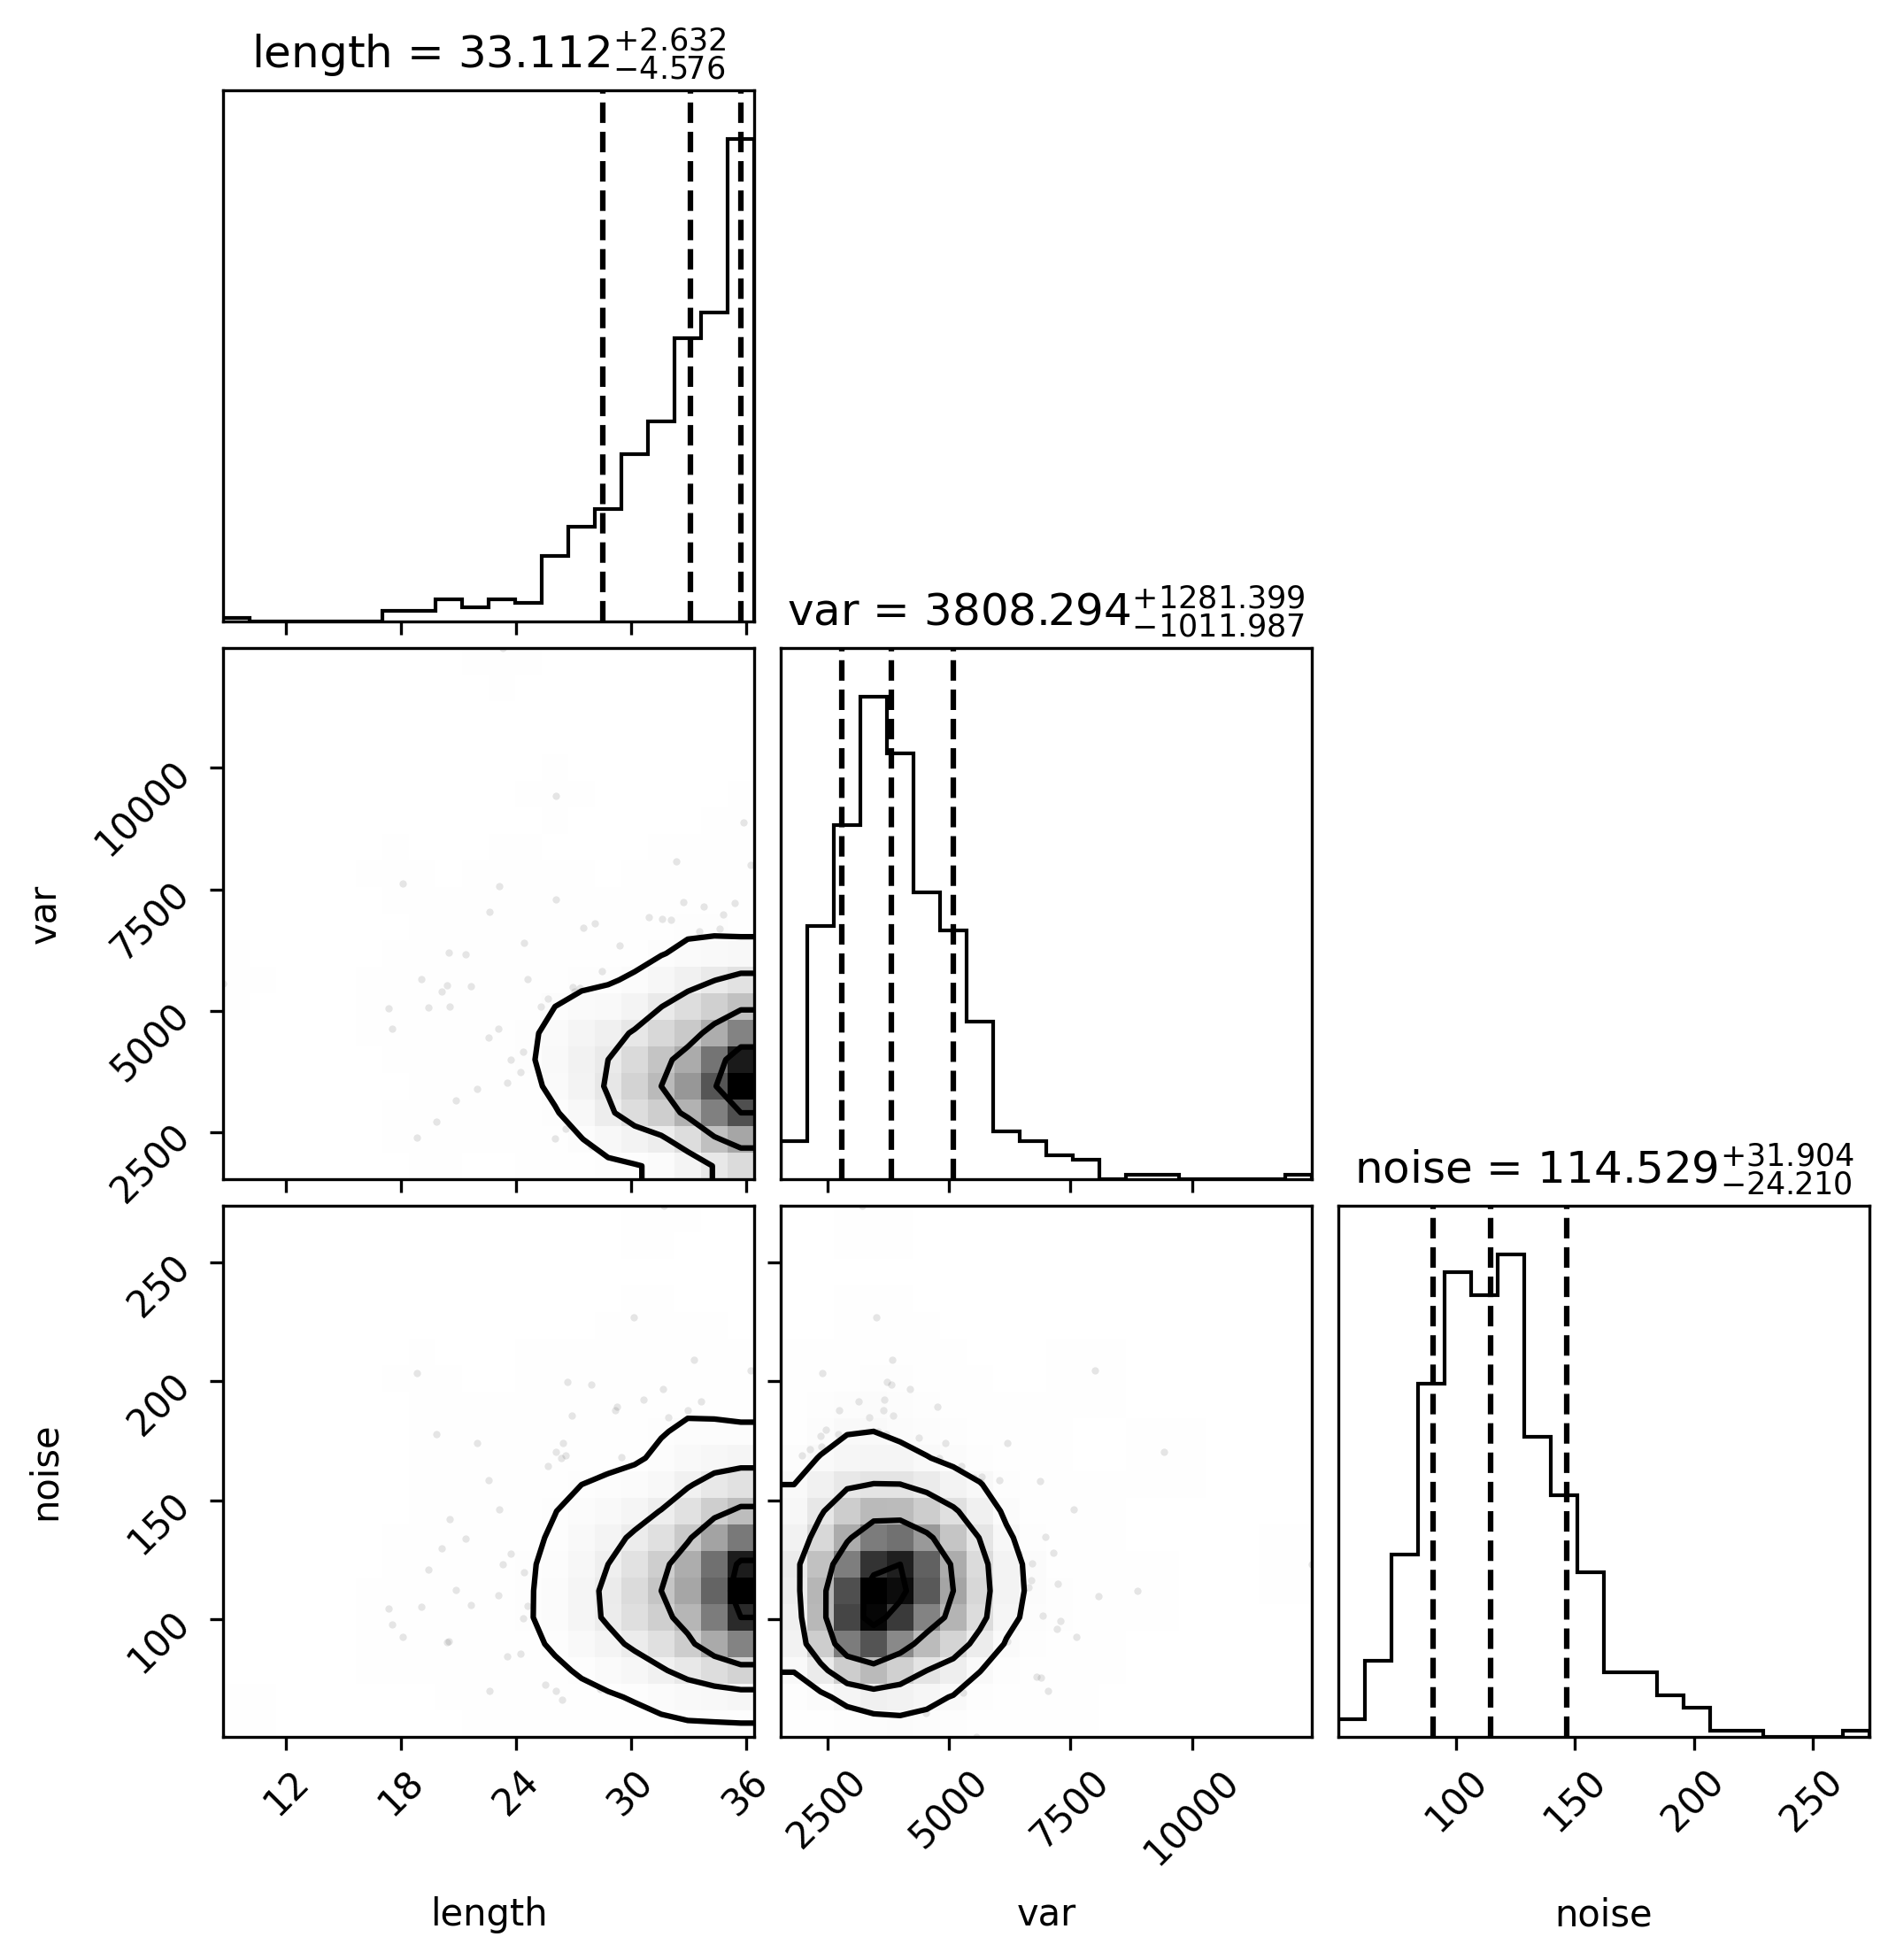 length = 33.112 +2.632 −4.576
var = 3808.294 +1281.399 −1011.987
10000
7500
5000
2500
var
noise = 114.529 +31.904 −24.210
250
200
150
100
noise
12 18 24 30 36 2500 5000 7500 10000 100 150 200 250
length var noise